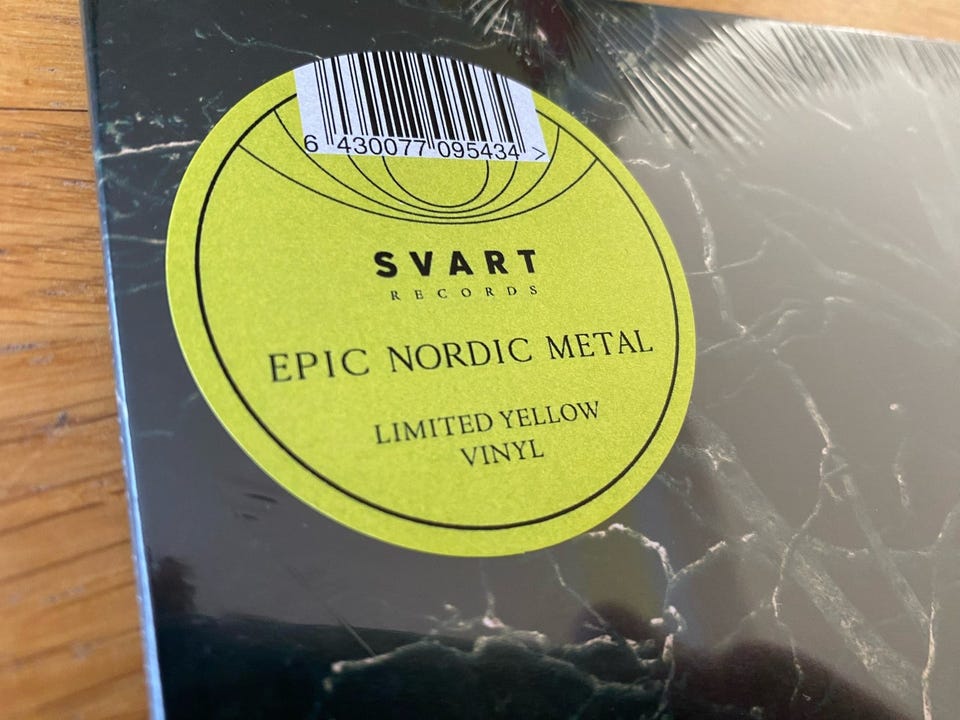 6 430077 095434 >
SVART
RECORDS
EPIC NORDIC METAL
LIMITED YELLOW
VINYL